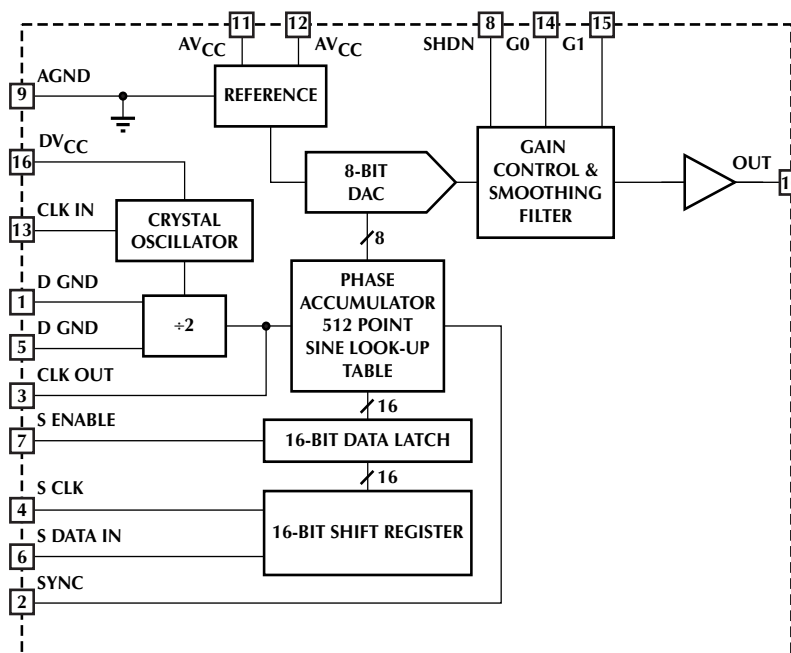 11
12
8
14
15
AVCC
AVCC
SHDN
G0
G1
AGND
9
REFERENCE
DVCC
16
8-BIT
DAC
GAIN
CONTROL &
SMOOTHING
FILTER
OUT
1
CLK IN
13
CRYSTAL
OSCILLATOR
8
D GND
1
÷2
PHASE
ACCUMULATOR
512 POINT
SINE LOOK-UP
TABLE
D GND
5
CLK OUT
3
16
S ENABLE
7
16-BIT DATA LATCH
16
S CLK
4
16-BIT SHIFT REGISTER
S DATA IN
6
SYNC
2